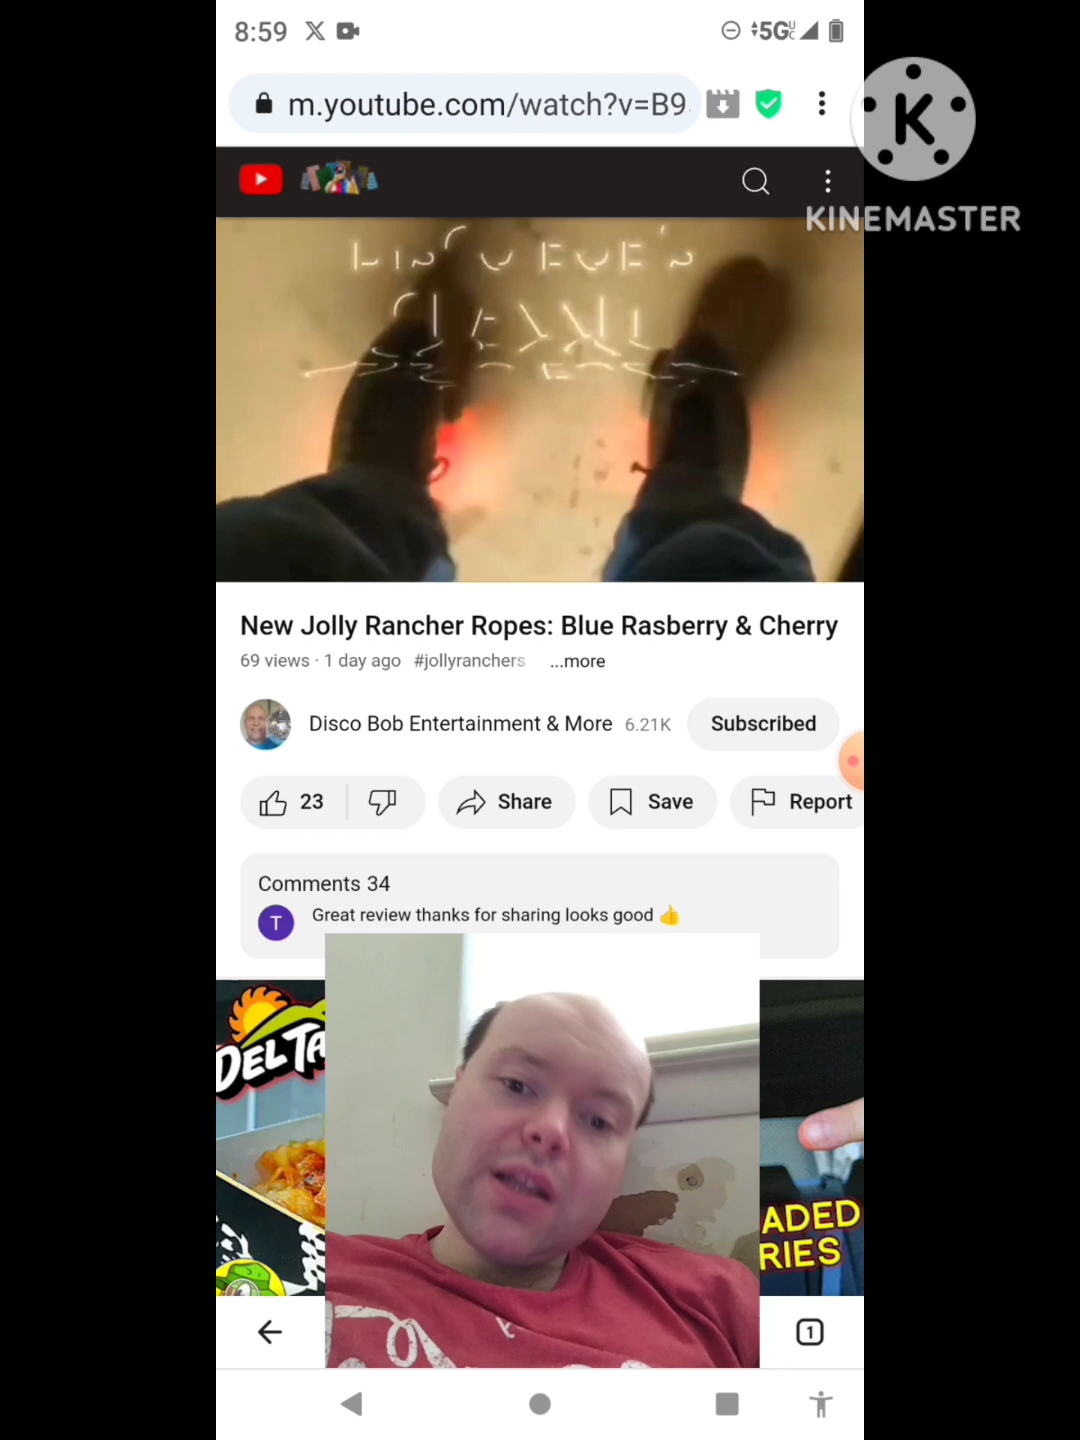 8:59
5G
m.youtube.com/watch?v=B9
K
KINEMASTER
New Jolly Rancher Ropes: Blue Rasberry & Cherry
69 views · 1 day ago #jollyranchers ...more
Disco Bob Entertainment & More 6.21K Subscribed
23 Share Save Report
Comments 34
T Great review thanks for sharing looks good 👍
DEL TA
ADED
RIES
1